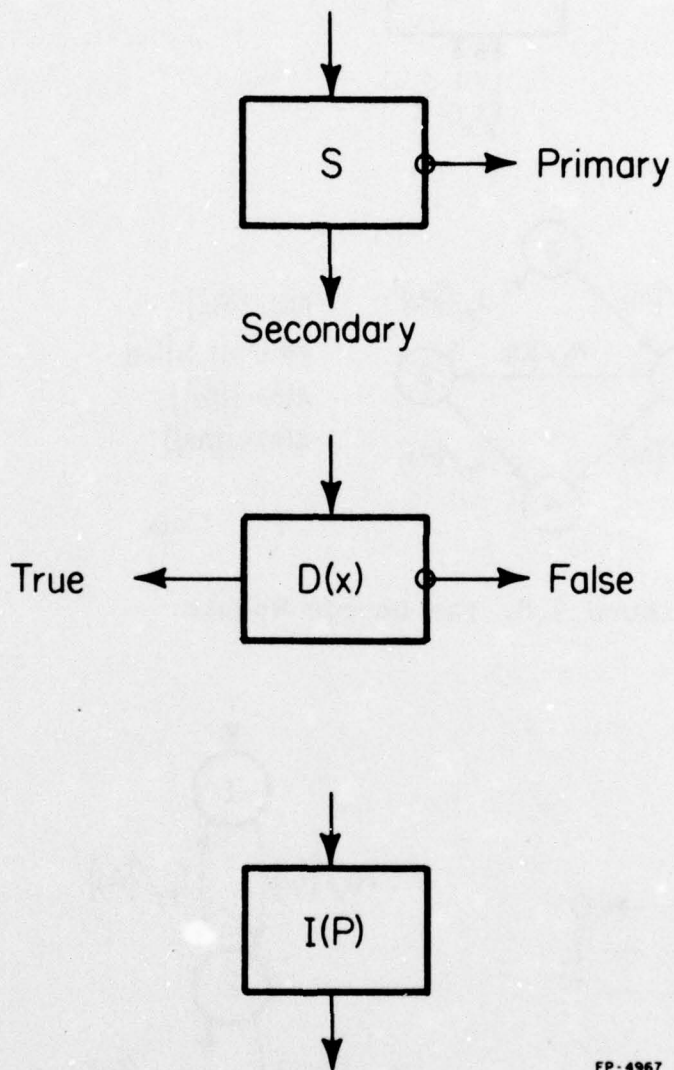 S
Primary
Secondary
True
D(x)
False
I(P)
FP-4967